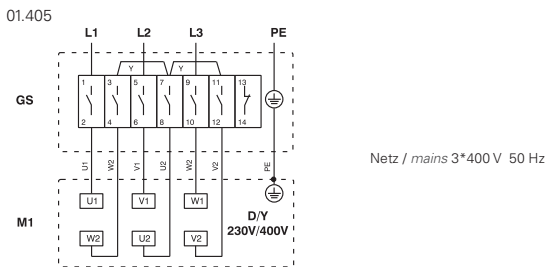 01.405
L1 L2 L3 PE
Y Y
1 3 5 7 9 11 13
GS
2 4 6 8 10 12 14
U1 W2 V1 U2 W2 V2 PE
Netz / mains 3*400 V 50 Hz
U1 V1 W1
M1
D/Y
230V/400V
W2 U2 V2